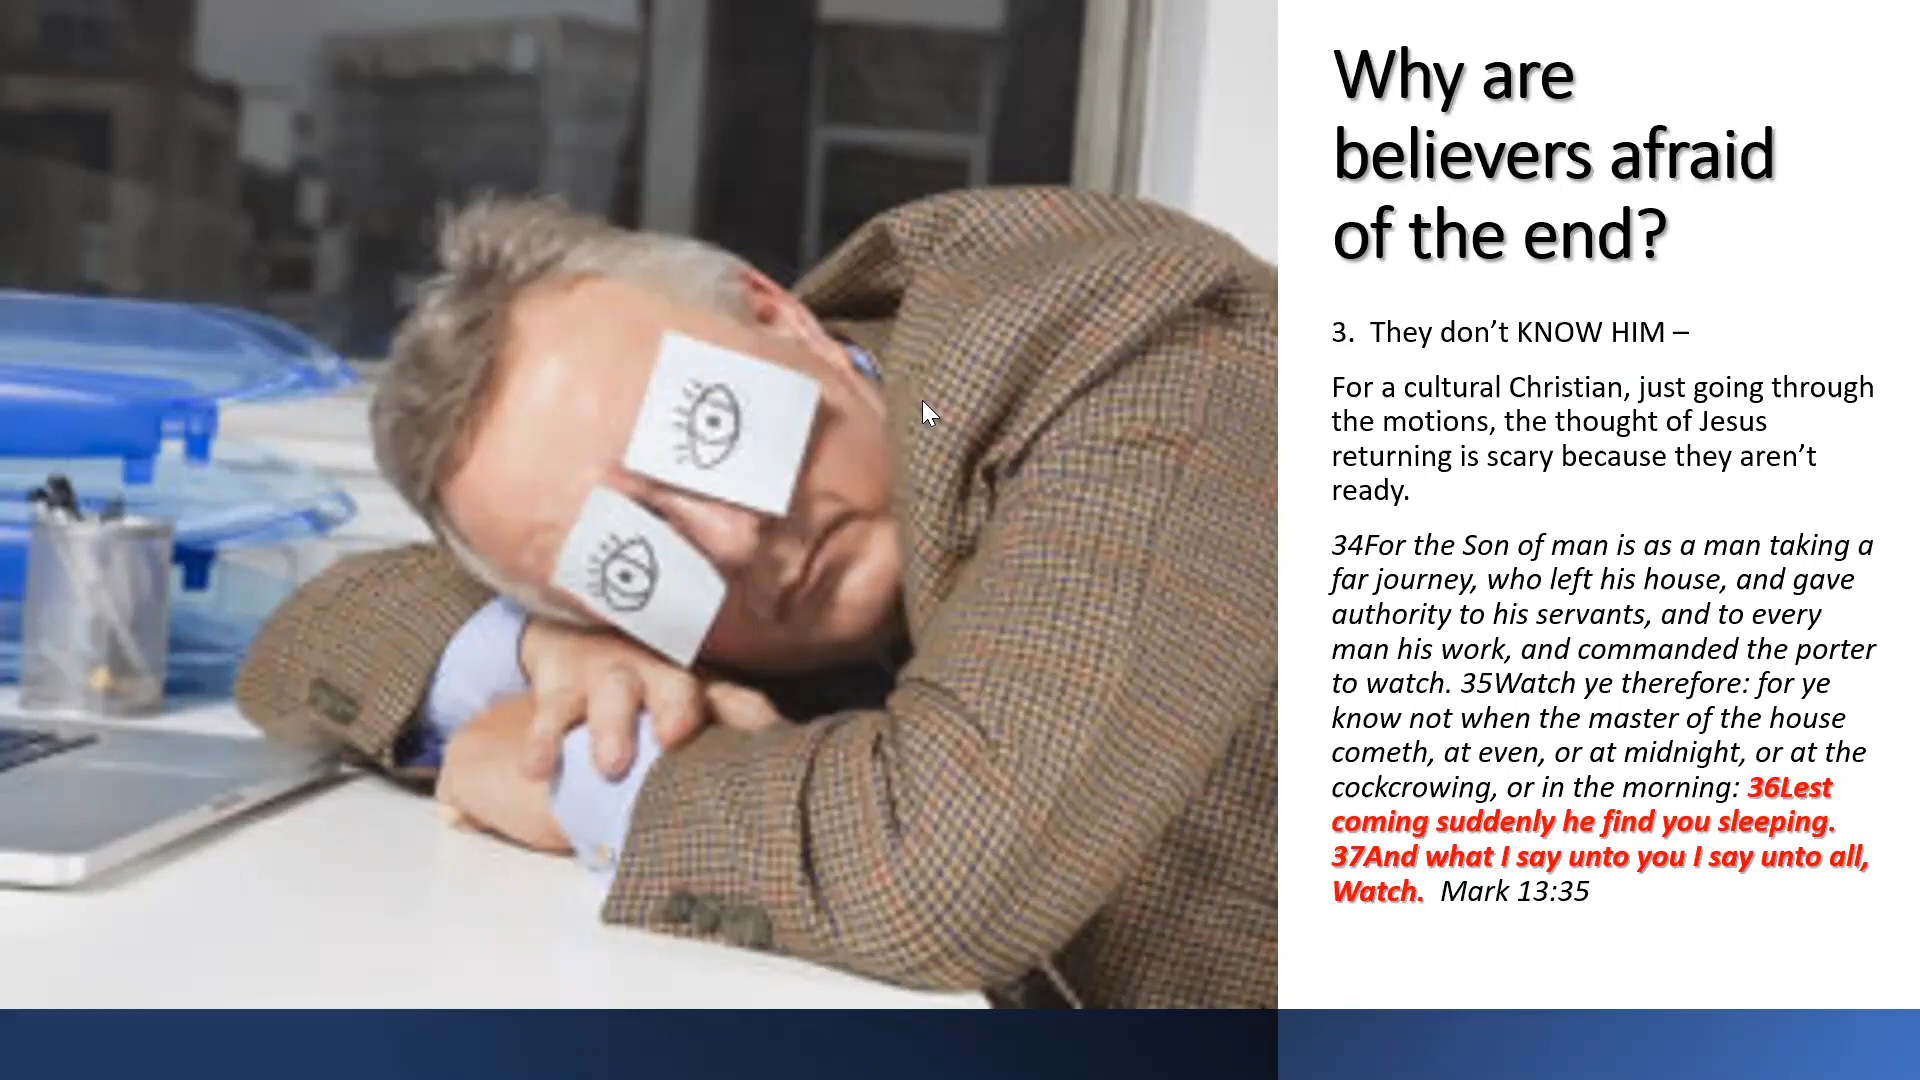 Why are
believers afraid
of the end?
3. They don’t KNOW HIM –
For a cultural Christian, just going through
the motions, the thought of Jesus
returning is scary because they aren’t
ready.
34For the Son of man is as a man taking a
far journey, who left his house, and gave
authority to his servants, and to every
man his work, and commanded the porter
to watch. 35Watch ye therefore: for ye
know not when the master of the house
cometh, at even, or at midnight, or at the
cockcrowing, or in the morning: 36Lest
coming suddenly he find you sleeping.
37And what I say unto you I say unto all,
Watch. Mark 13:35